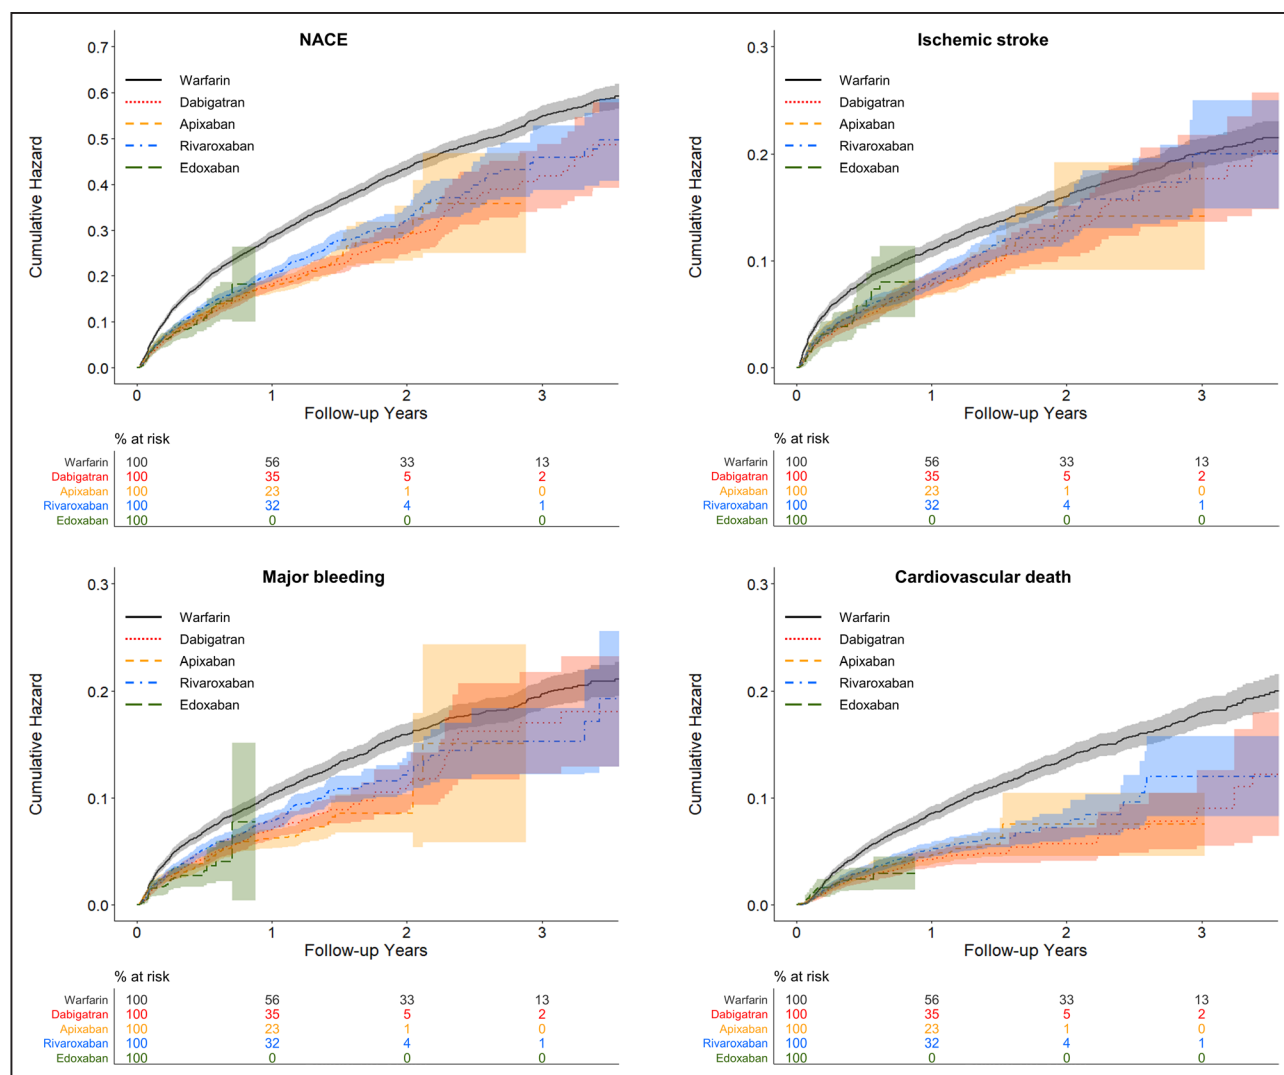 NACE
0.7
0.6
0.5
0.4
0.3
0.2
0.1
0.0
Cumulative Hazard
Warfarin
Dabigatran
Apixaban
Rivaroxaban
Edoxaban
0 1 2 3
Follow-up Years
% at risk
Warfarin 100 56 33 13
Dabigatran 100 35 5 2
Apixaban 100 23 1 0
Rivaroxaban 100 32 4 1
Edoxaban 100 0 0 0
Ischemic stroke
0.3
0.2
0.1
0.0
Cumulative Hazard
Warfarin
Dabigatran
Apixaban
Rivaroxaban
Edoxaban
0 1 2 3
Follow-up Years
% at risk
Warfarin 100 56 33 13
Dabigatran 100 35 5 2
Apixaban 100 23 1 0
Rivaroxaban 100 32 4 1
Edoxaban 100 0 0 0
Major bleeding
0.3
0.2
0.1
0.0
Cumulative Hazard
Warfarin
Dabigatran
Apixaban
Rivaroxaban
Edoxaban
0 1 2 3
Follow-up Years
% at risk
Warfarin 100 56 33 13
Dabigatran 100 35 5 2
Apixaban 100 23 1 0
Rivaroxaban 100 32 4 1
Edoxaban 100 0 0 0
Cardiovascular death
0.3
0.2
0.1
0.0
Cumulative Hazard
Warfarin
Dabigatran
Apixaban
Rivaroxaban
Edoxaban
0 1 2 3
Follow-up Years
% at risk
Warfarin 100 56 33 13
Dabigatran 100 35 5 2
Apixaban 100 23 1 0
Rivaroxaban 100 32 4 1
Edoxaban 100 0 0 0